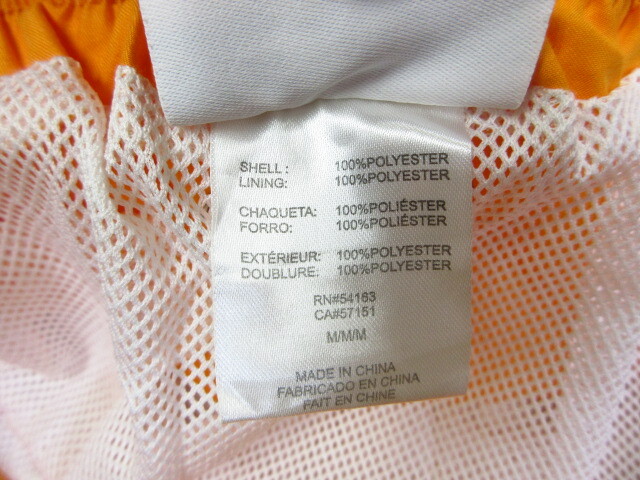 SHELL: 100%POLYESTER
LINING: 100%POLYESTER
CHAQUETA: 100%POLIÉSTER
FORRO: 100%POLIÉSTER
EXTÉRIEUR: 100%POLYESTER
DOUBLURE: 100%POLYESTER
RN#54163
CA#57151
M/M/M
MADE IN CHINA
FABRICADO EN CHINA
FAIT EN CHINE